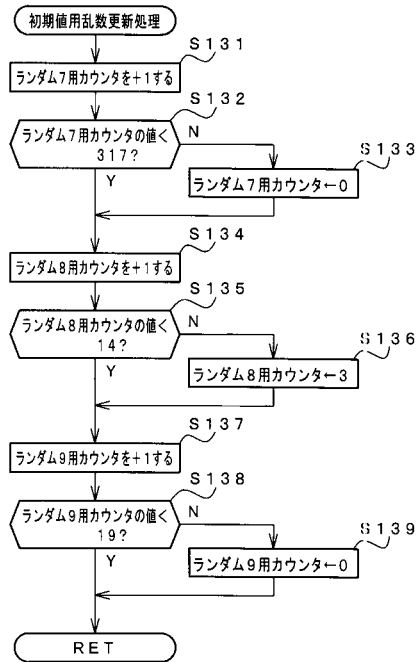 初期値用乱数更新処理
S131
ランダム7用カウンタを+1する
S132
ランダム7用カウンタの値<
317?
N
S133
Y
ランダム7用カウンタ←0
S134
ランダム8用カウンタを+1する
S135
ランダム8用カウンタの値<
14?
N
S136
Y
ランダム8用カウンタ←3
S137
ランダム9用カウンタを+1する
S138
ランダム9用カウンタの値<
19?
N
S139
Y
ランダム9用カウンタ←0
RET